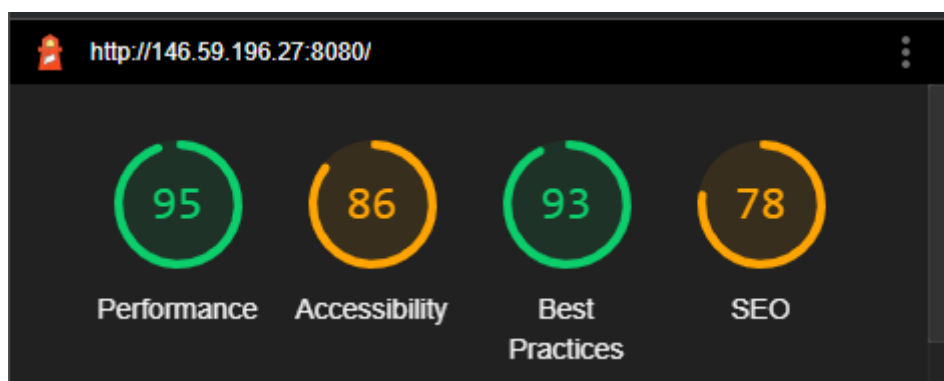 http://146.59.196.27:8080/
95 86 93 78
Performance Accessibility Best Practices SEO